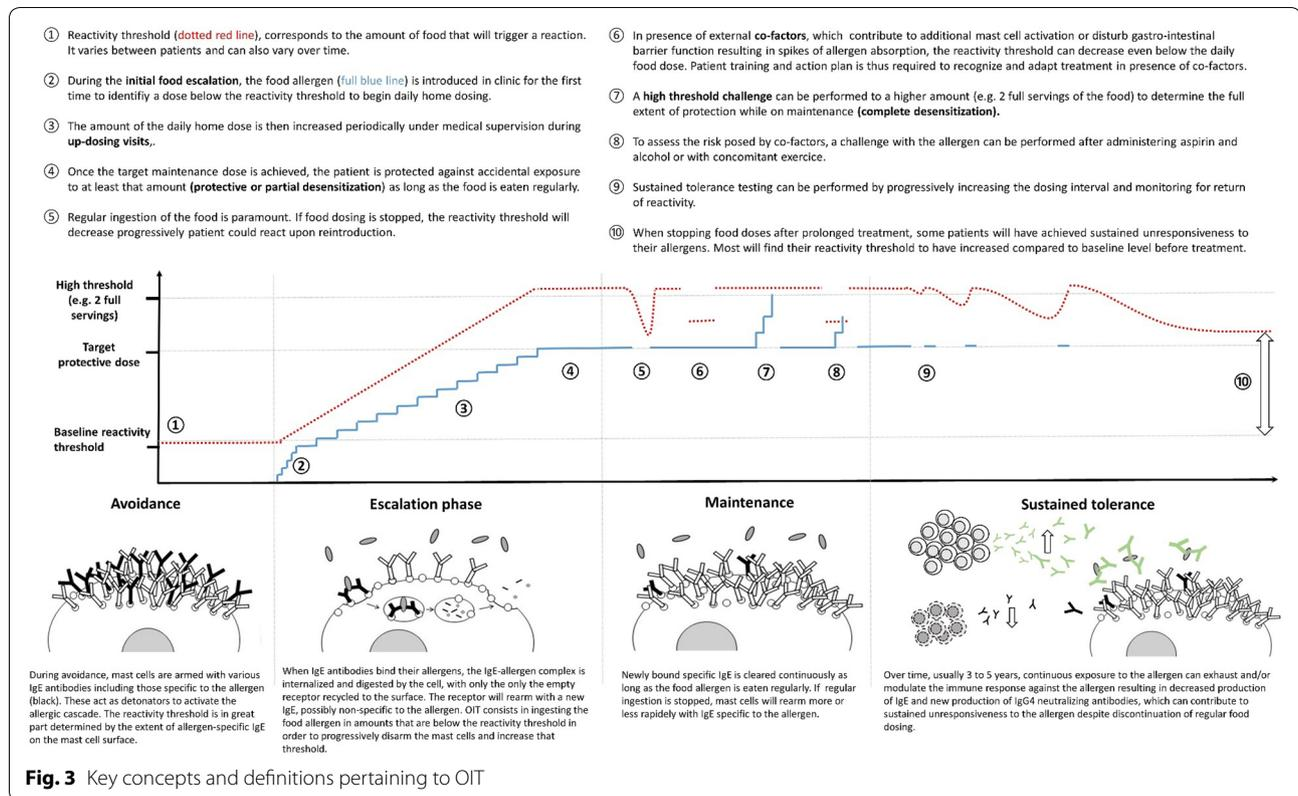 ① Reactivity threshold (dotted red line), corresponds to the amount of food that will trigger a reaction.
It varies between patients and can also vary over time.
② During the initial food escalation, the food allergen (full blue line) is introduced in clinic for the first
time to identifiy a dose below the reactivity threshold to begin daily home dosing.
③ The amount of the daily home dose is then increased periodically under medical supervision during
up-dosing visits,.
④ Once the target maintenance dose is achieved, the patient is protected against accidental exposure
to at least that amount (protective or partial desensitization) as long as the food is eaten regularly.
⑤ Regular ingestion of the food is paramount. If food dosing is stopped, the reactivity threshold will
decrease progressively patient could react upon reintroduction.
⑥ In presence of external co-factors, which contribute to additional mast cell activation or disturb gastro-intestinal
barrier function resulting in spikes of allergen absorption, the reactivity threshold can decrease even below the daily
food dose. Patient training and action plan is thus required to recognize and adapt treatment in presence of co-factors.
⑦ A high threshold challenge can be performed to a higher amount (e.g. 2 full servings of the food) to determine the full
extent of protection while on maintenance (complete desensitization).
⑧ To assess the risk posed by co-factors, a challenge with the allergen can be performed after administering aspirin and
alcohol or with concomitant exercice.
⑨ Sustained tolerance testing can be performed by progressively increasing the dosing interval and monitoring for return
of reactivity.
⑩ When stopping food doses after prolonged treatment, some patients will have achieved sustained unresponsiveness to
their allergens. Most will find their reactivity threshold to have increased compared to baseline level before treatment.
High threshold
(e.g. 2 full
servings)
Target
protective dose
Baseline reactivity
threshold
①
②
③
④
⑤
⑥
⑦
⑧
⑨
⑩
Avoidance
Escalation phase
Maintenance
Sustained tolerance
During avoidance, mast cells are armed with various
IgE antibodies including those specific to the allergen
(black). These act as detonators to activate the
allergic cascade. The reactivity threshold is in great
part determined by the extent of allergen-specific IgE
on the mast cell surface.
When IgE antibodies bind their allergens, the IgE-allergen complex is
internalized and digested by the cell, with only the only the empty
receptor recycled to the surface. The receptor will rearm with a new
IgE, possibly non-specific to the allergen. OIT consists in ingesting the
food allergen in amounts that are below the reactivity threshold in
order to progressively disarm the mast cells and increase that
threshold.
Newly bound specific IgE is cleared continuously as
long as the food allergen is eaten regularly. If regular
ingestion is stopped, mast cells will rearm more or
less rapidly with IgE specific to the allergen.
Over time, usually 3 to 5 years, continuous exposure to the allergen can exhaust and/or
modulate the immune response against the allergen resulting in decreased production
of IgE and new production of IgG4 neutralizing antibodies, which can contribute to
sustained unresponsiveness to the allergen despite discontinuation of regular food
dosing.
Fig. 3 Key concepts and definitions pertaining to OIT